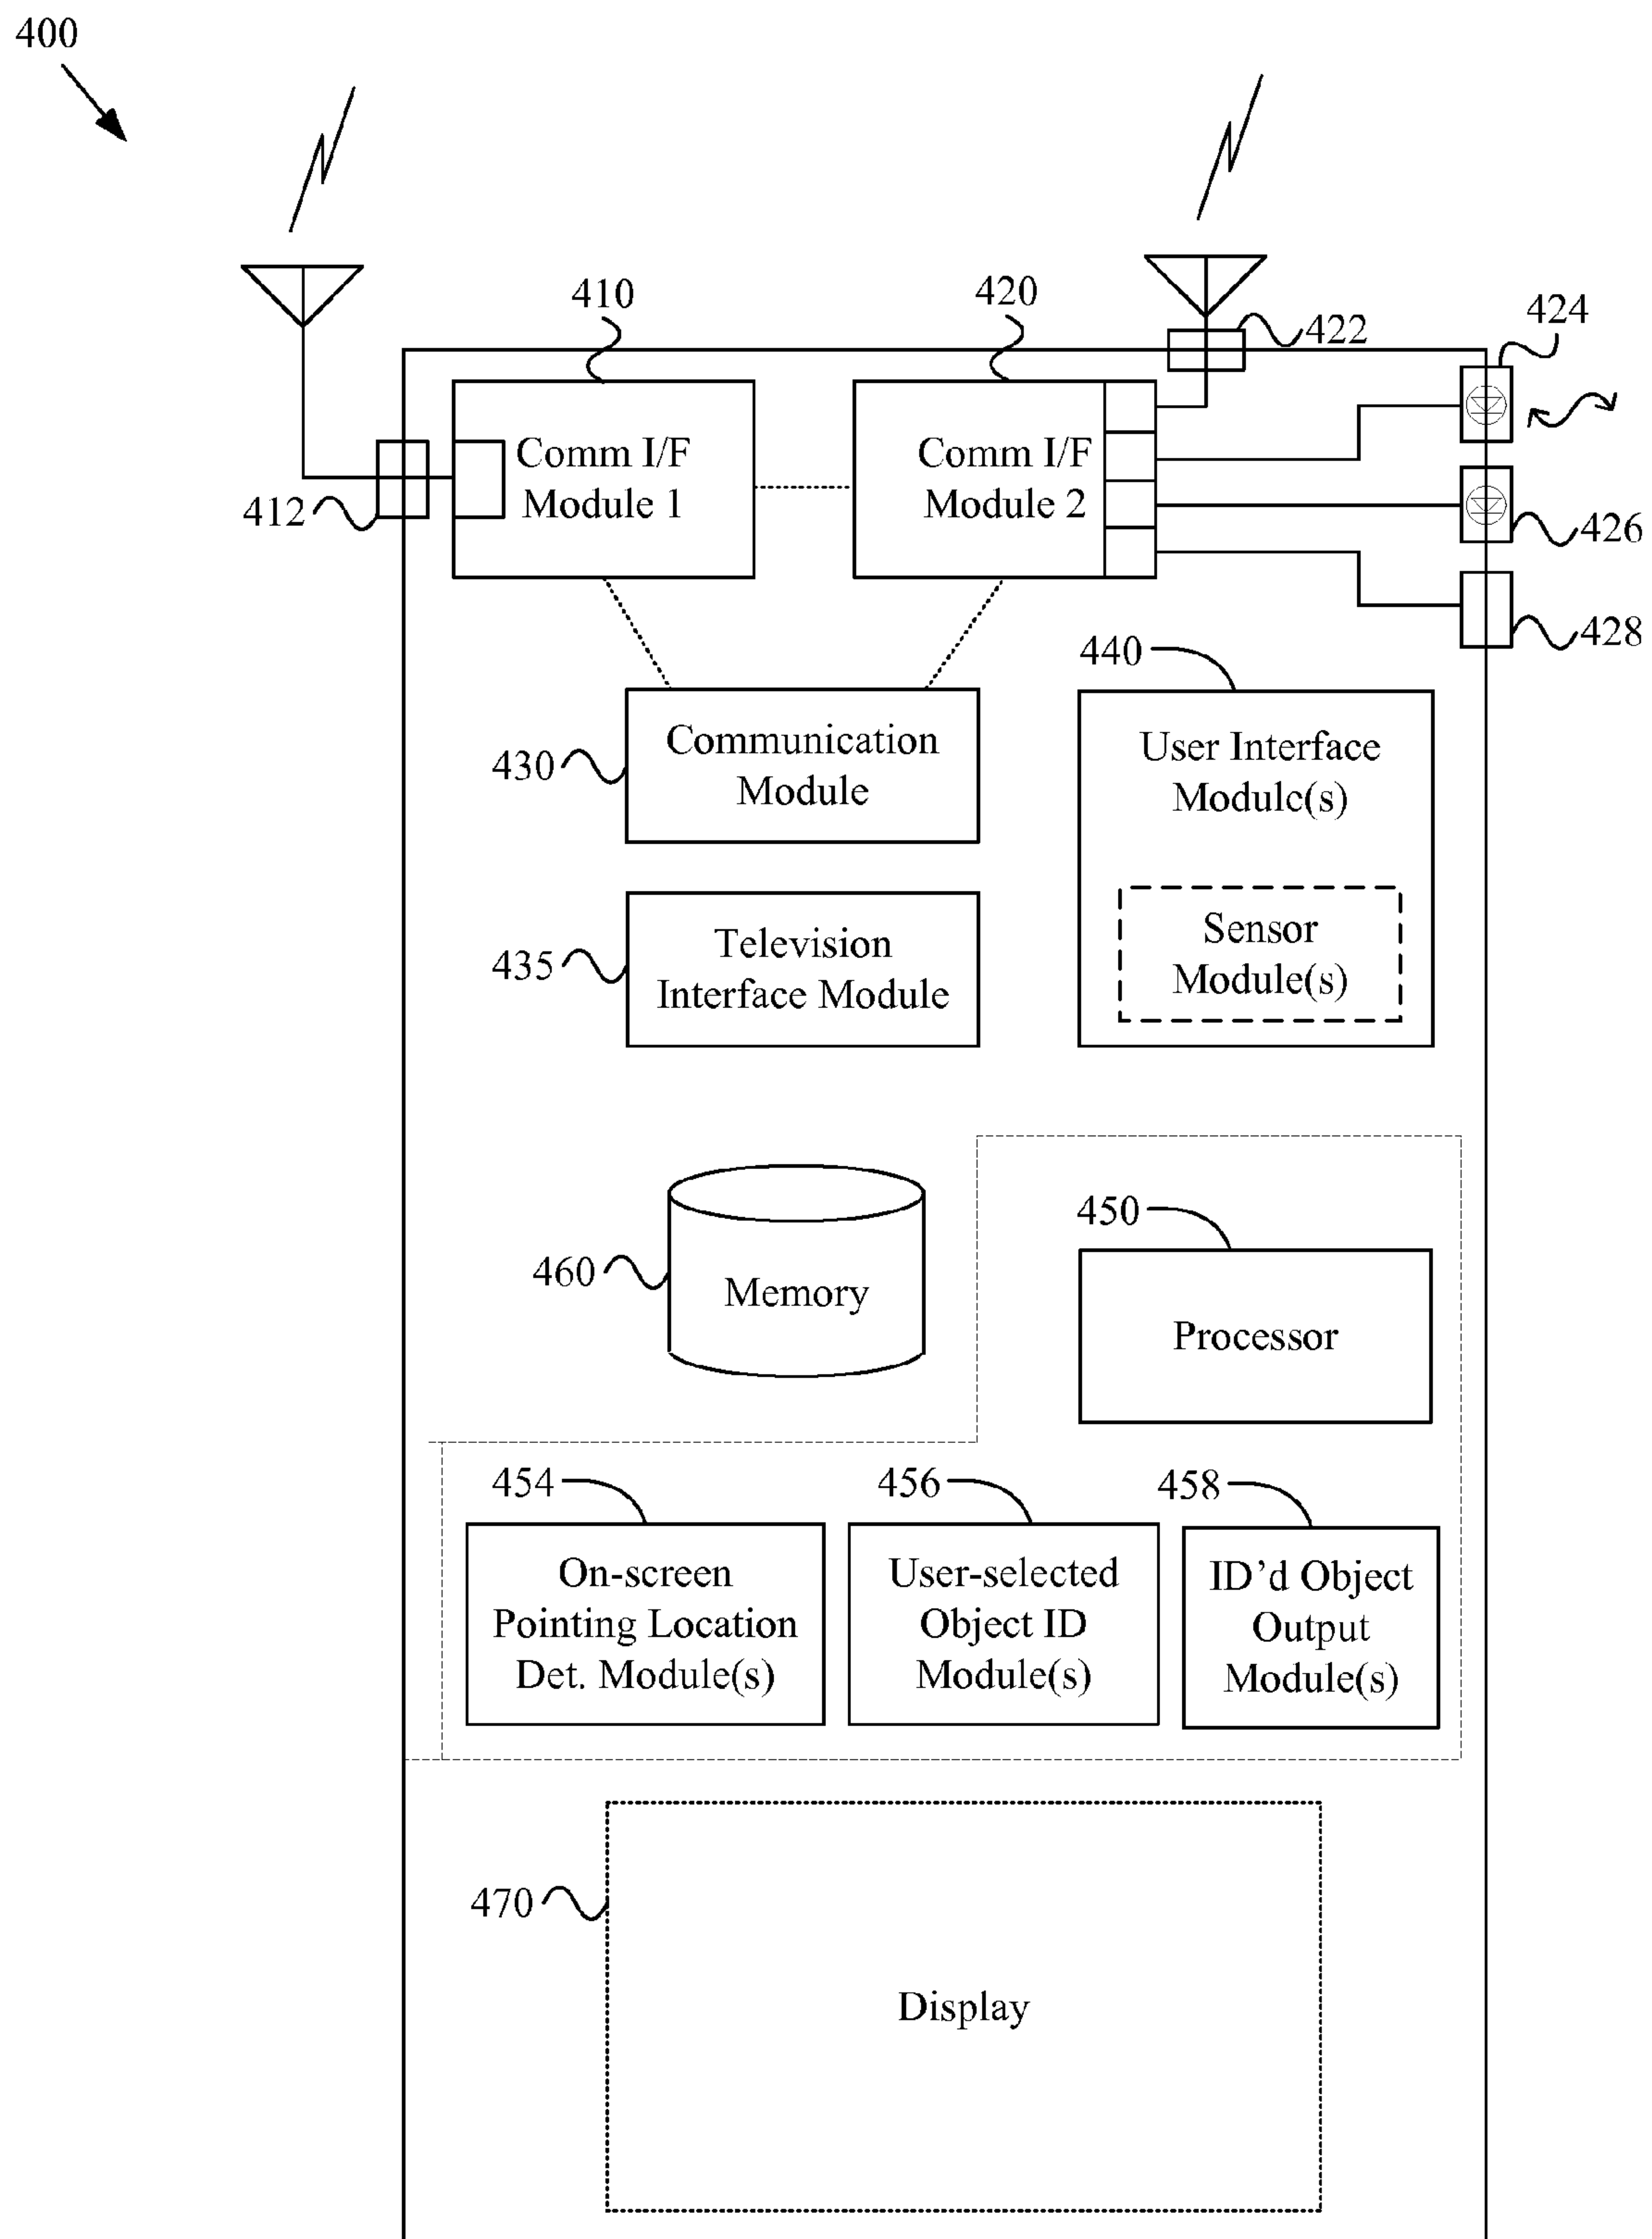 400
410
420
422
424
Comm I/F
Module 1
Comm I/F
Module 2
412
426
428
440
430
Communication
Module
User Interface
Modulc(s)
435
Television
Interface Module
Sensor
Module(s)
450
460
Memory
Processor
454
456
458
On-screen
Pointing Location
Det. Module(s)
User-selected
Object ID
Module(s)
ID’d Object
Output
Module(s)
470
Display